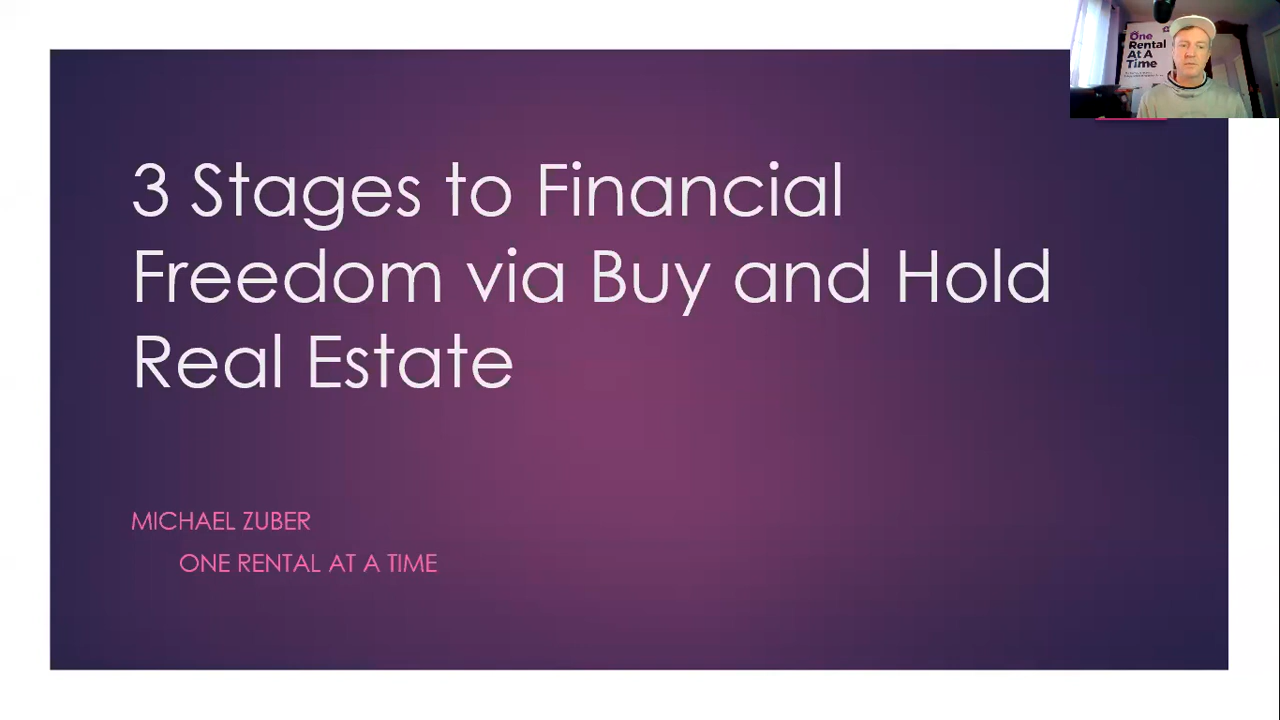 3 Stages to Financial
Freedom via Buy and Hold
Real Estate
MICHAEL ZUBER
ONE RENTAL AT A TIME
One
Rental
At A
Time